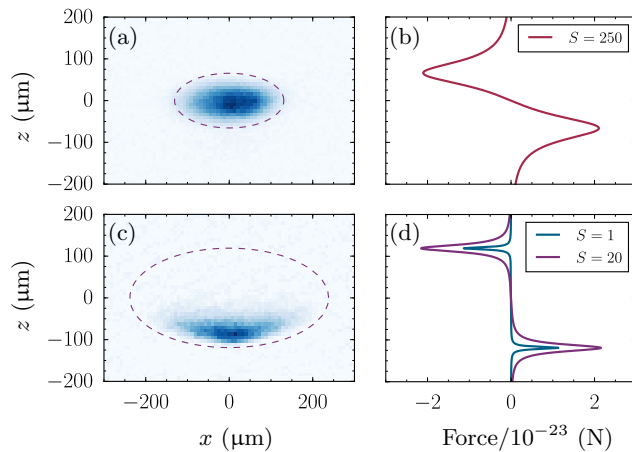 (a)
(b)
S = 250
200
100
0
−100
−200
z (μm)
(c)
(d)
S = 1
S = 20
200
100
0
−100
−200
z (μm)
−200 0 200
x (μm)
−2 0 2
Force/10⁻²³ (N)